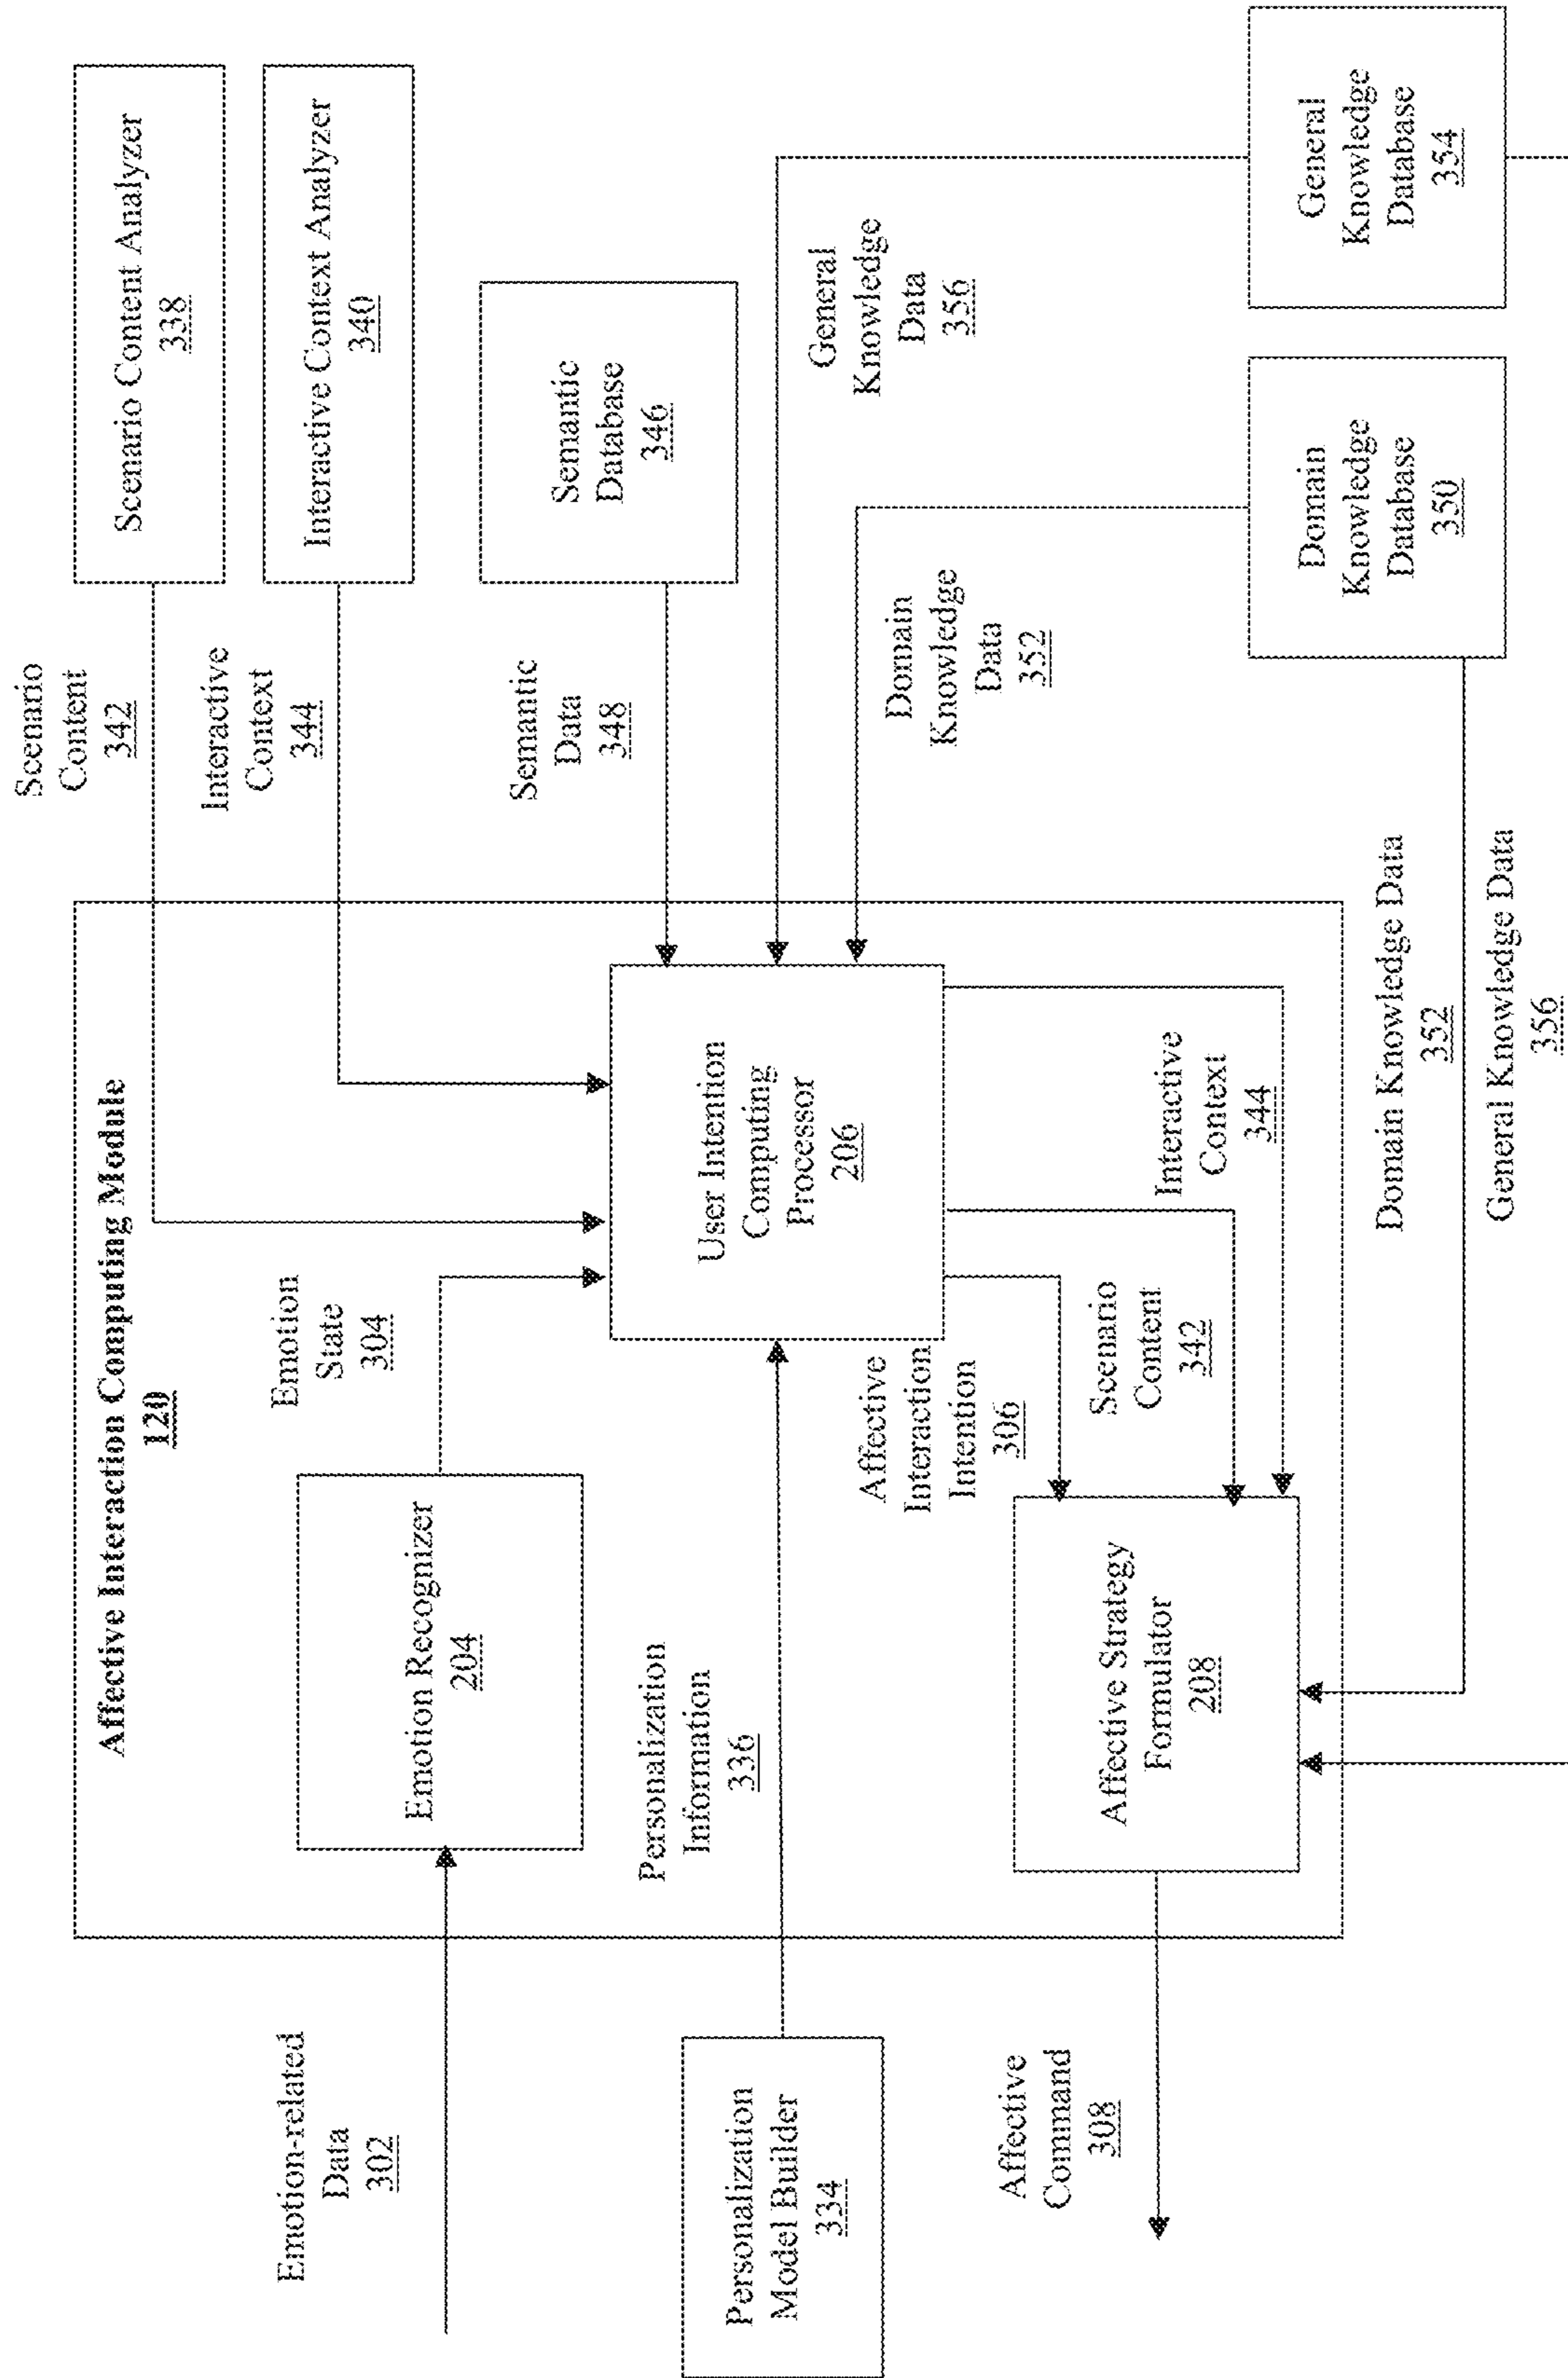 Affective Interaction Computing Module
120
Emotion-related
Data
302
Emotion Recognizer
204
Emotion
State
304
Scenario
Content
342
Scenario Content Analyzer
338
Interactive
Context
344
Interactive Context Analyzer
340
Personalization
Model Builder
334
Personalization
Information
336
User Intention
Computing
Processor
206
Semantic
Data
348
Semantic
Database
346
General
Knowledge
Data
356
Domain
Knowledge
Data
352
Affective
Interaction
Intention
306
Scenario
Content
342
Interactive
Context
344
Affective
Command
308
Affective Strategy
Formulator
208
Domain Knowledge Data
352
General Knowledge Data
356
Domain
Knowledge
Database
350
General
Knowledge
Database
354